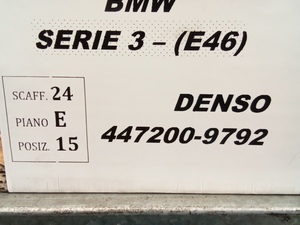 BMW
SERIE 3 – (E46)
SCAFF. 24
PIANO E
POSIZ. 15
DENSO
447200-9792